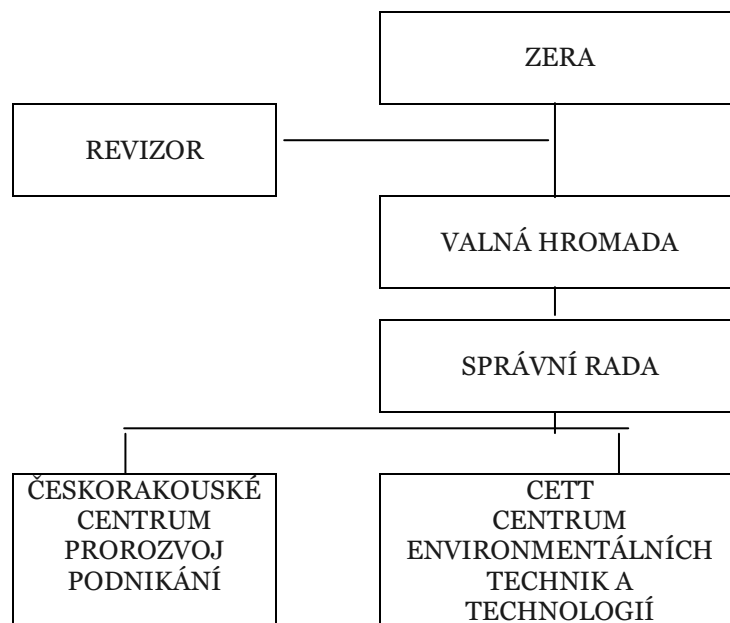 ZERA
REVIZOR
VALNÁ HROMADA
SPRÁVNÍ RADA
ČESKORAKOUSKÉ
CENTRUM
PROROZVOJ
PODNIKÁNÍ
CETT
CENTRUM
ENVIRONMENTÁLNÍCH
TECHNIK A
TECHNOLOGIÍ